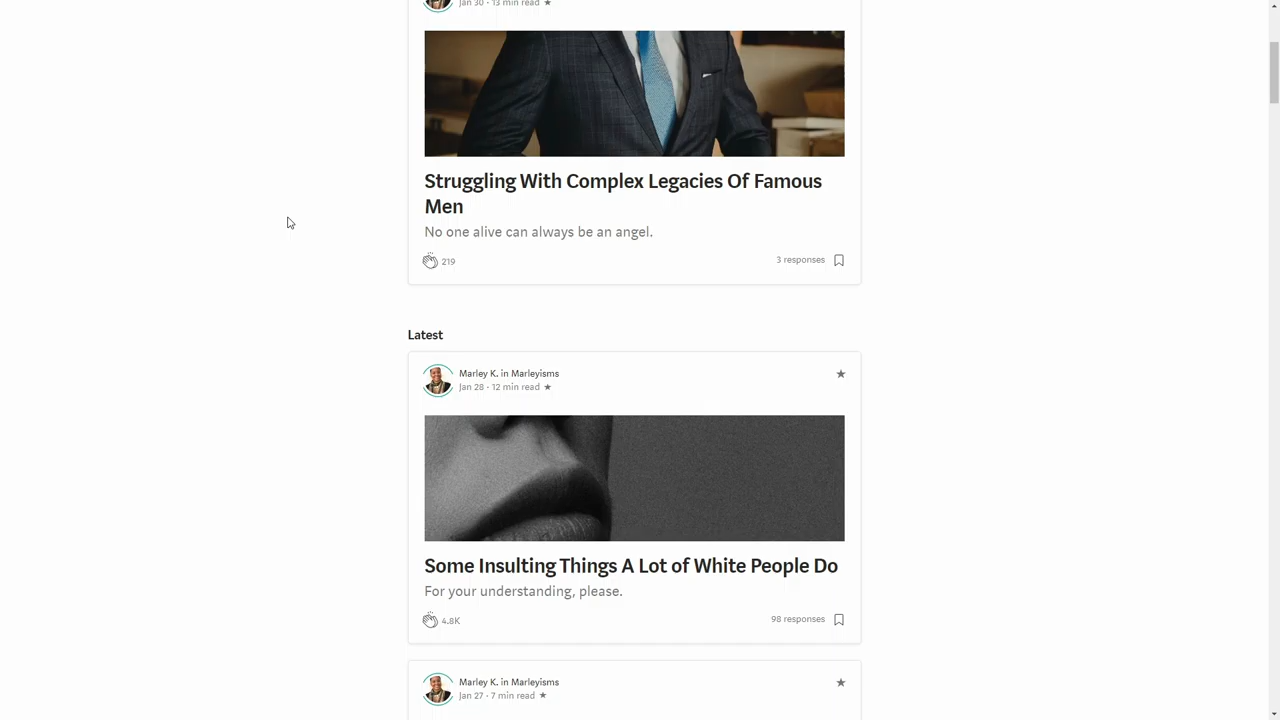 Jan 30 · 13 min read ★
Struggling With Complex Legacies Of Famous
Men
No one alive can always be an angel.
219
3 responses
Latest
Marley K. in Marleyisms
Jan 28 · 12 min read ★
Some Insulting Things A Lot of White People Do
For your understanding, please.
4.8K
98 responses
Marley K. in Marleyisms
Jan 27 · 7 min read ★